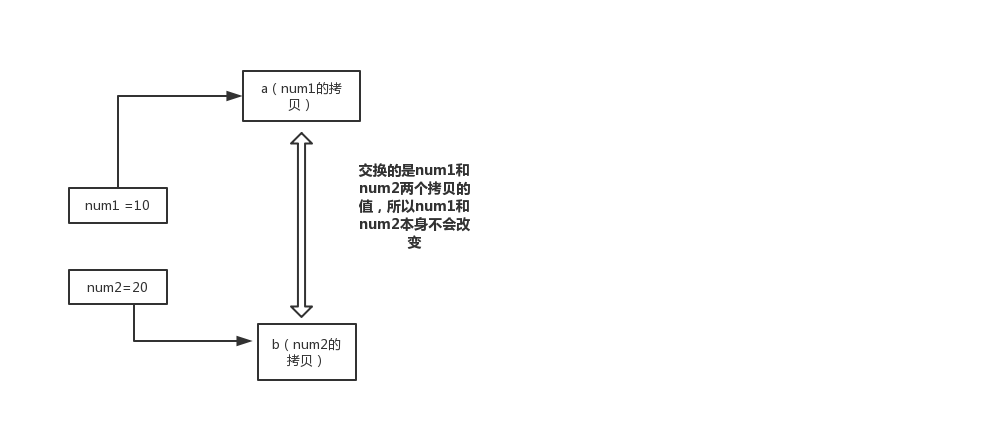 a（num1的拷
贝）
交换的是num1和
num2两个拷贝的
值，所以num1和
num2本身不会改
变
num1 =10
num2=20
b（num2的
拷贝）